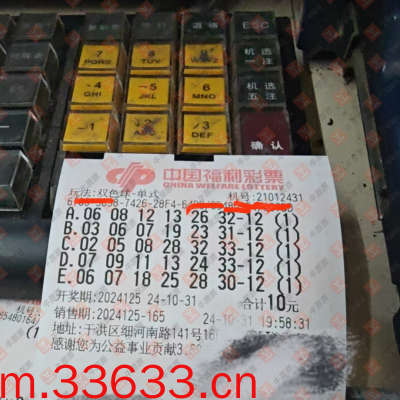 ESC
7 PQRS
8 TUV
9
机选一注
4 GHI
5 JKL
6 MNO
机选五注
1
3 DEF
确认
中国福利彩票
CHINA WELFARE LOTTERY
玩法:双色球-单式 机号:21012431
A.06 08 12 13 26 32-12 (1)
B.03 06 07 19 23 31-12 (1)
C.02 05 08 28 32 33-12 (1)
D.07 09 11 13 24 33-12 (1)
E.06 07 18 25 28 30-12 (1)
开奖期:2024125 24-10-31 合计10元
销售期:2024125-165 24-10-31 19:58:31
地址:于洪区细河南路141号
感谢您为公益事业贡献3.
m.33633.cn